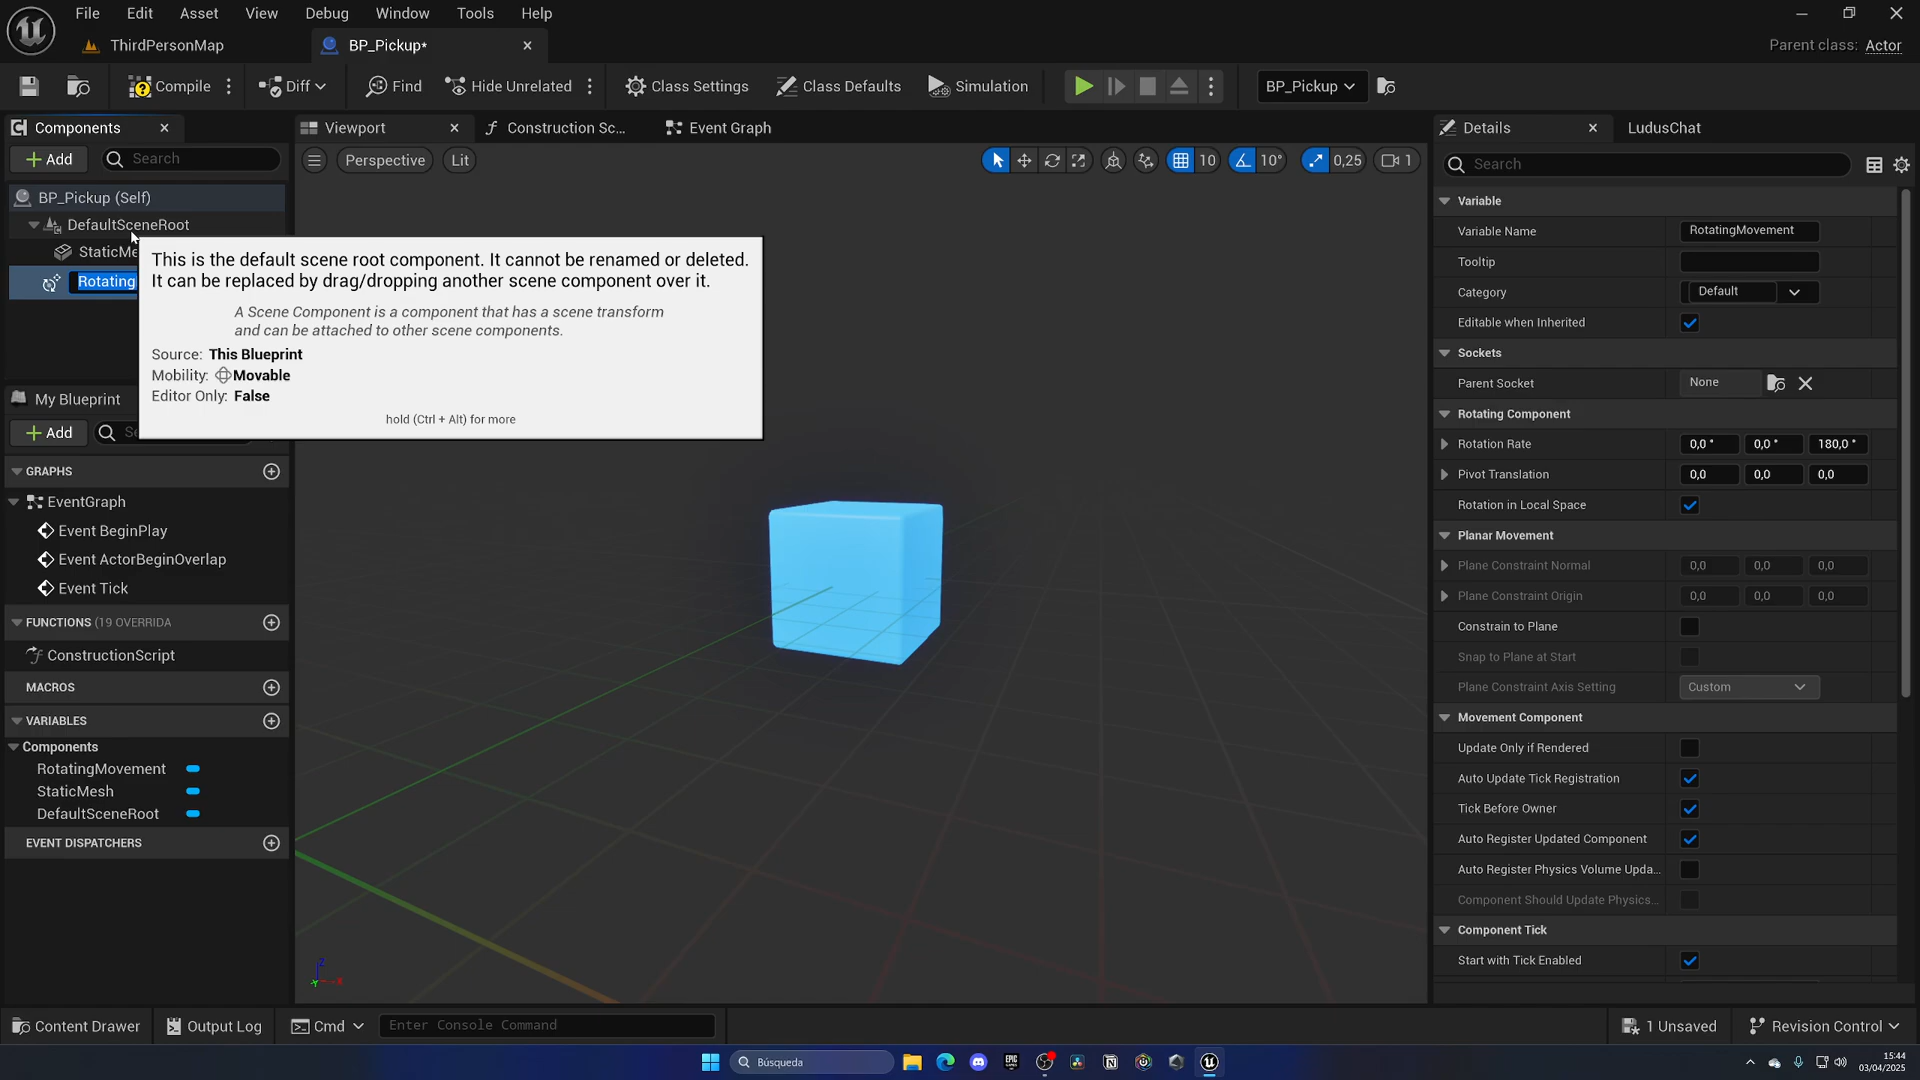 File Edit Asset View Debug Window Tools Help
ThirdPersonMap
BP_Pickup*
Parent class: Actor
Compile
Diff
Find
Hide Unrelated
Class Settings
Class Defaults
Simulation
BP_Pickup
Components
+ Add
Search
BP_Pickup (Self)
DefaultSceneRoot
StaticMe
Rotating
This is the default scene root component. It cannot be renamed or deleted.
It can be replaced by drag/dropping another scene component over it.
A Scene Component is a component that has a scene transform
and can be attached to other scene components.
Source: This Blueprint
Mobility: Movable
Editor Only: False
hold (Ctrl + Alt) for more
My Blueprint
+ Add
GRAPHS
EventGraph
Event BeginPlay
Event ActorBeginOverlap
Event Tick
FUNCTIONS (19 OVERRIDA
ConstructionScript
MACROS
VARIABLES
Components
RotatingMovement
StaticMesh
DefaultSceneRoot
EVENT DISPATCHERS
Viewport
Construction Sc...
Event Graph
Perspective
Lit
10
10°
0,25
1
Z
X
Y
Details
LudusChat
Search
Variable
Variable Name RotatingMovement
Tooltip
Category Default
Editable when Inherited
Sockets
Parent Socket None
Rotating Component
Rotation Rate 0,0 ° 0,0 ° 180,0 °
Pivot Translation 0,0 0,0 0,0
Rotation in Local Space
Planar Movement
Plane Constraint Normal 0,0 0,0 0,0
Plane Constraint Origin 0,0 0,0 0,0
Constrain to Plane
Snap to Plane at Start
Plane Constraint Axis Setting Custom
Movement Component
Update Only if Rendered
Auto Update Tick Registration
Tick Before Owner
Auto Register Updated Component
Auto Register Physics Volume Upda...
Component Should Update Physics...
Component Tick
Start with Tick Enabled
Content Drawer
Output Log
Cmd
Enter Console Command
1 Unsaved
Revision Control
Búsqueda
15:44
03/04/2025